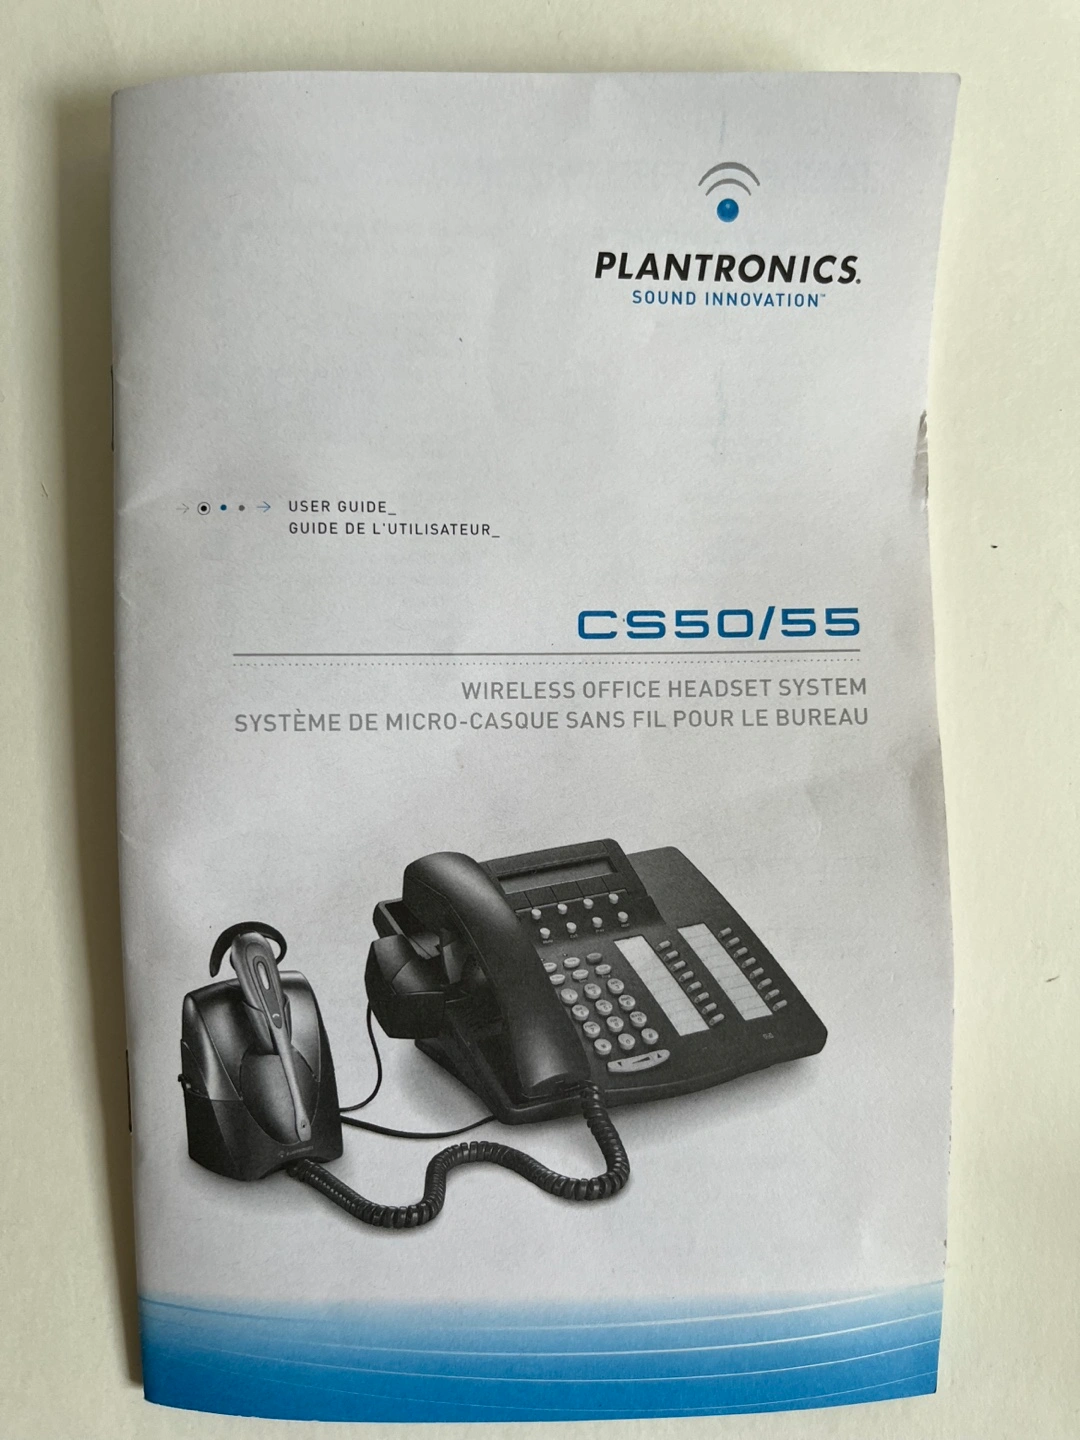 PLANTRONICS®
SOUND INNOVATION™
USER GUIDE_
GUIDE DE L'UTILISATEUR_
CS50/55
WIRELESS OFFICE HEADSET SYSTEM
SYSTÈME DE MICRO-CASQUE SANS FIL POUR LE BUREAU